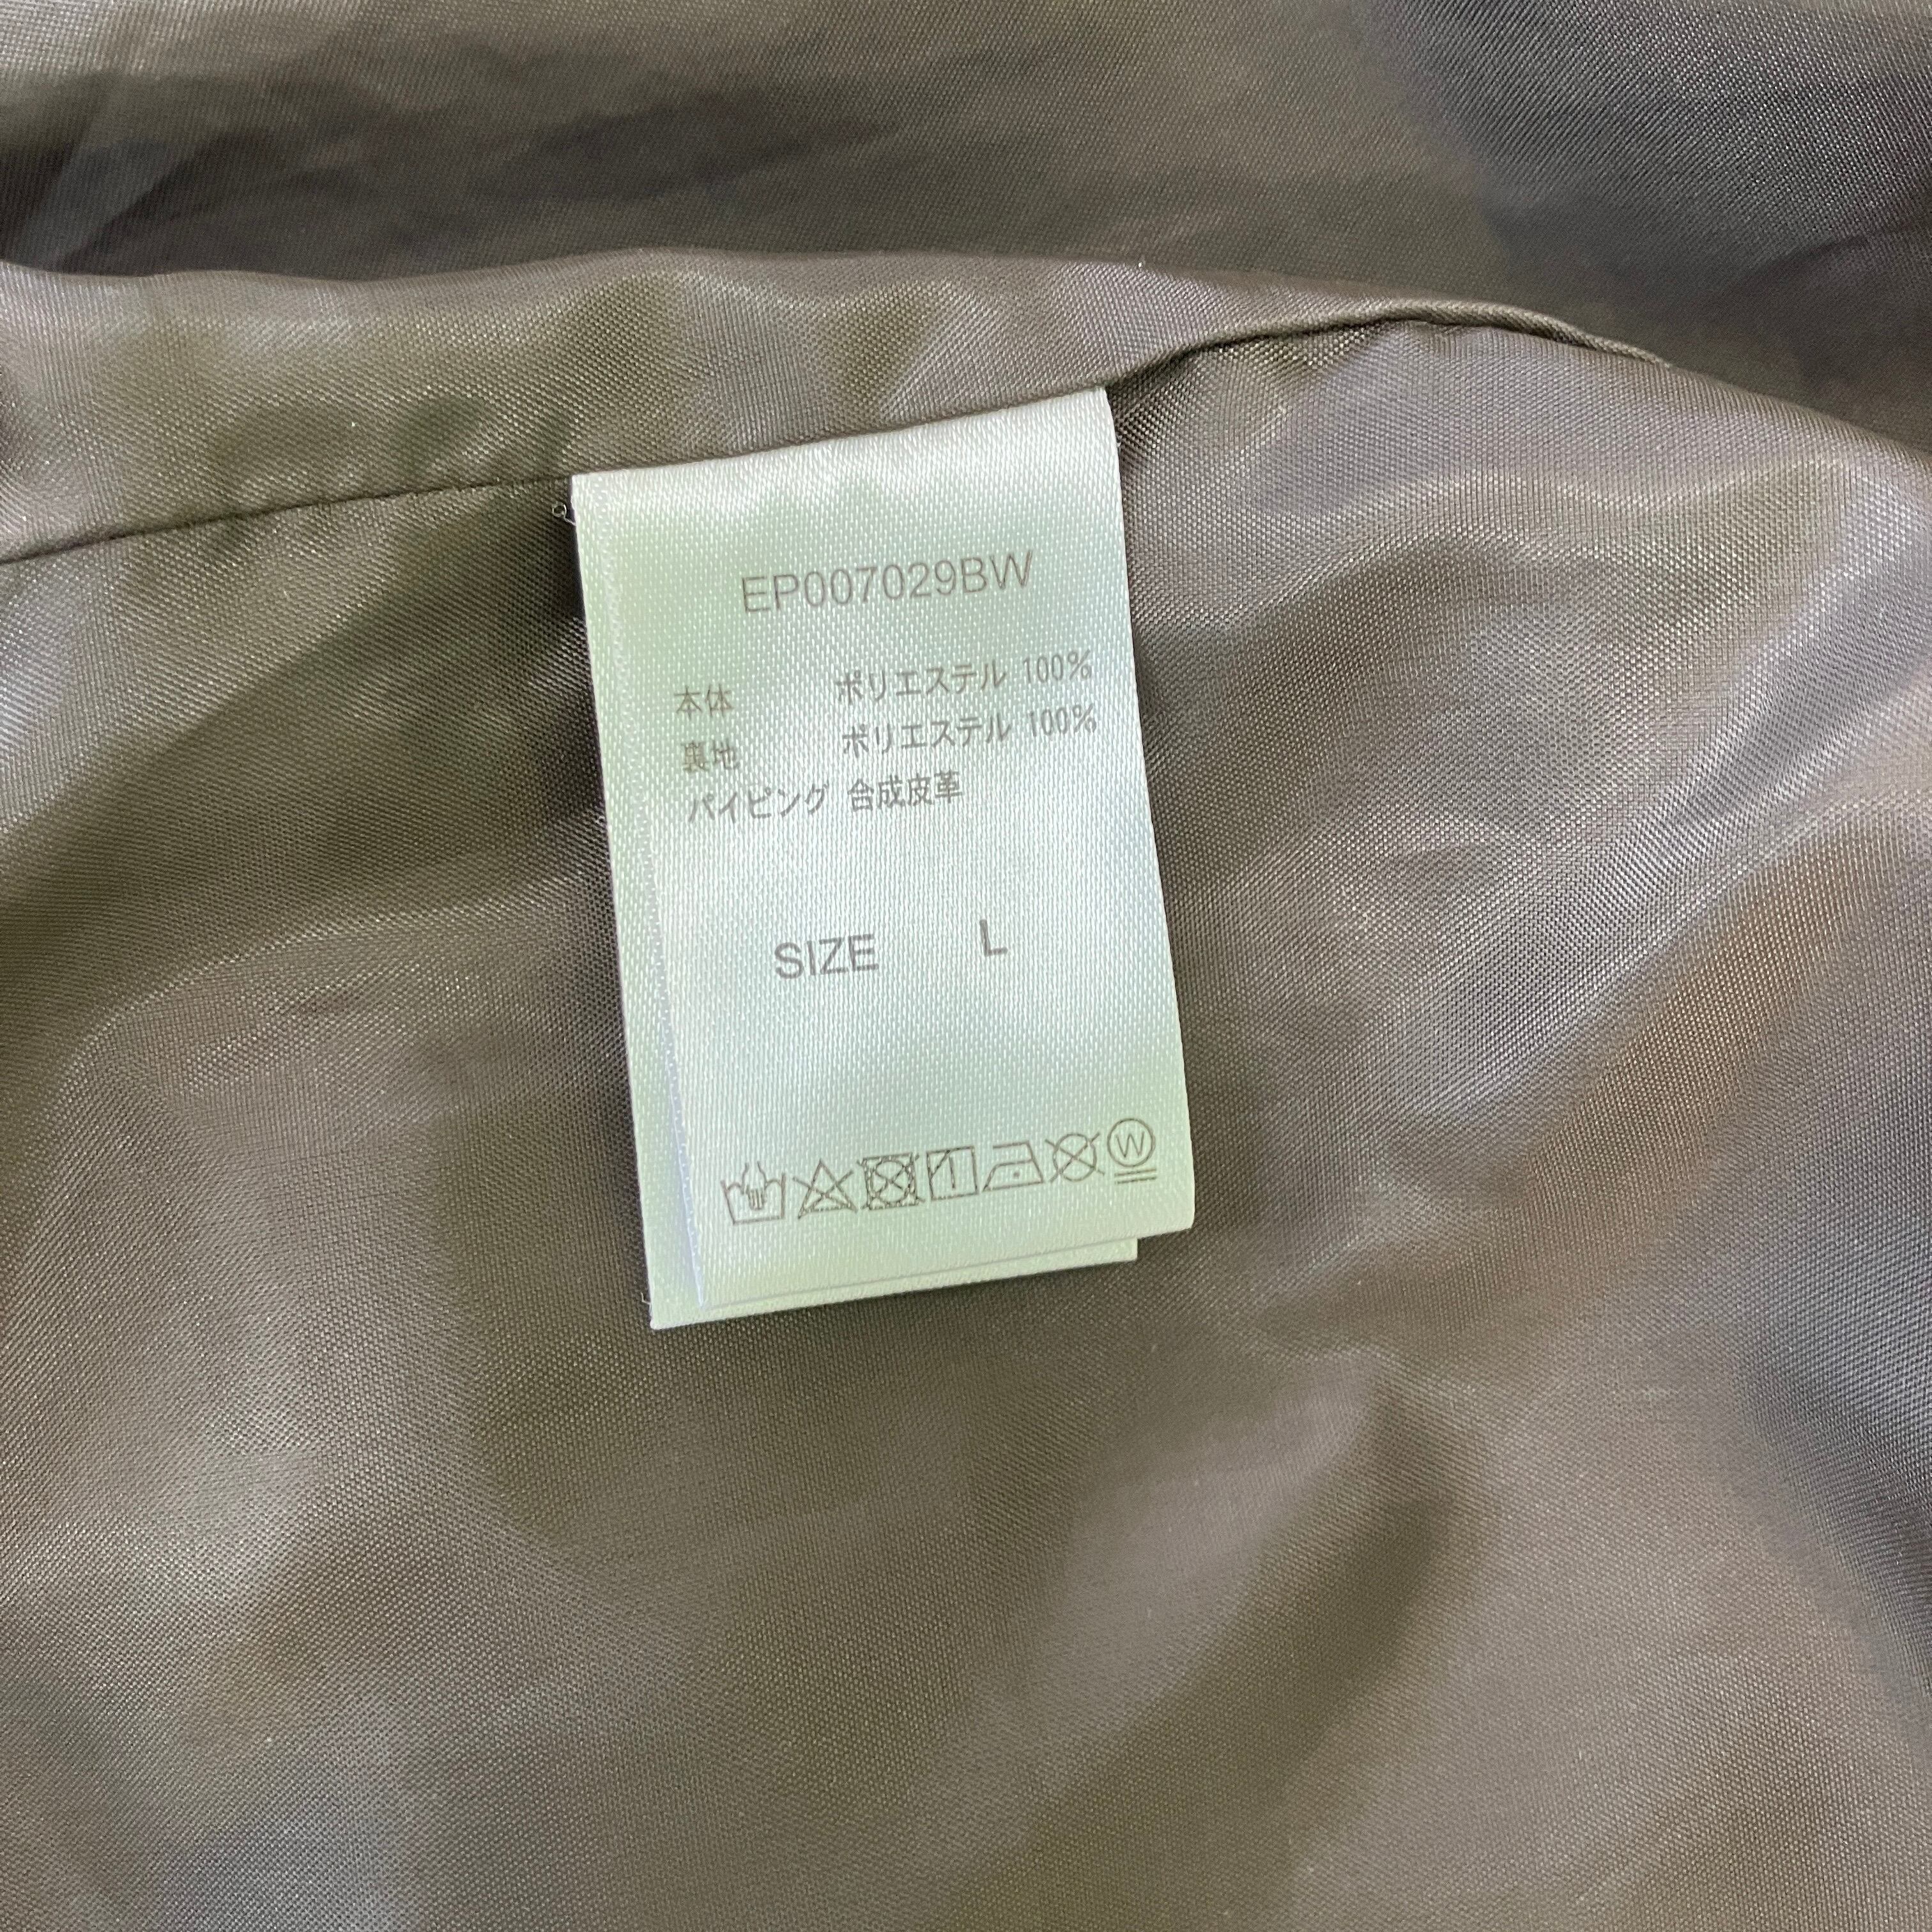 EP007029BW
本体 ポリエステル 100%
裏地 ポリエステル 100%
パイピング 合成皮革
SIZE L
W